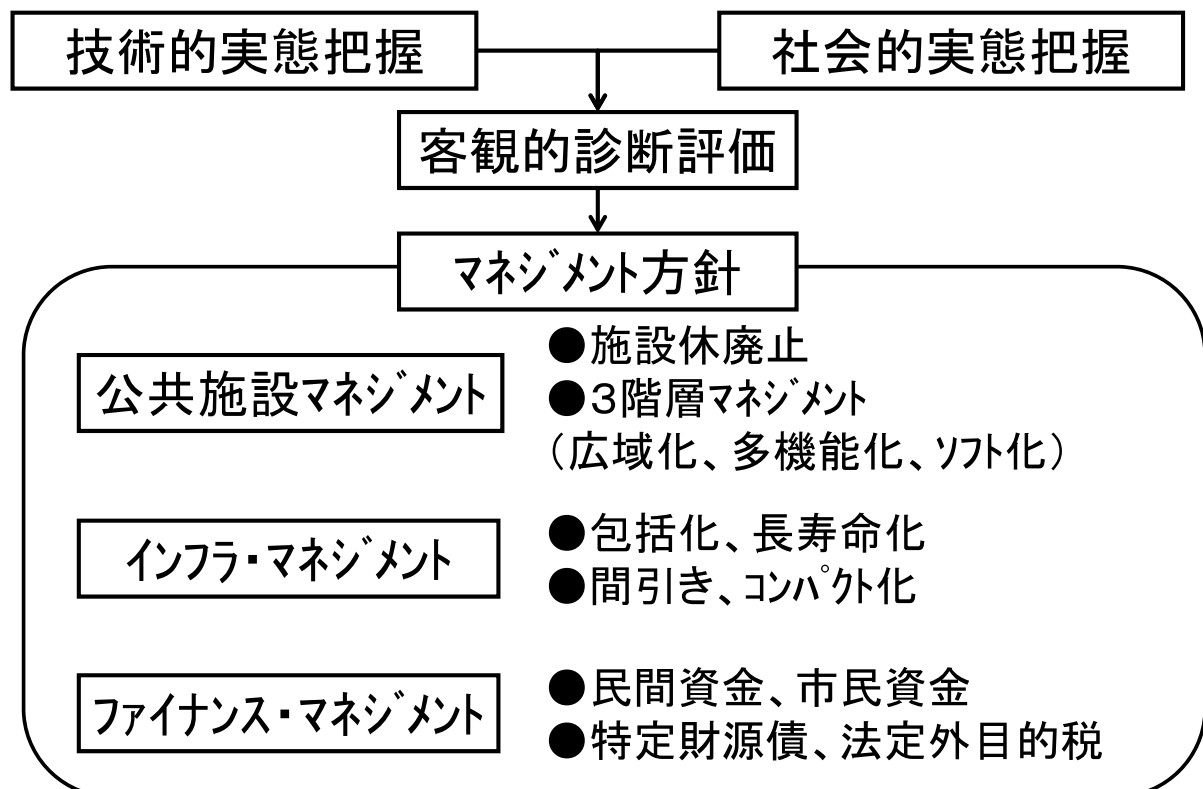 技術的実態把握
社会的実態把握
客観的診断評価
マネジメント方針
公共施設マネジメント
●施設休廃止
●３階層マネジメント
（広域化、多機能化、ソフト化）
インフラ・マネジメント
●包括化、長寿命化
●間引き、コンパクト化
ファイナンス・マネジメント
●民間資金、市民資金
●特定財源債、法定外目的税